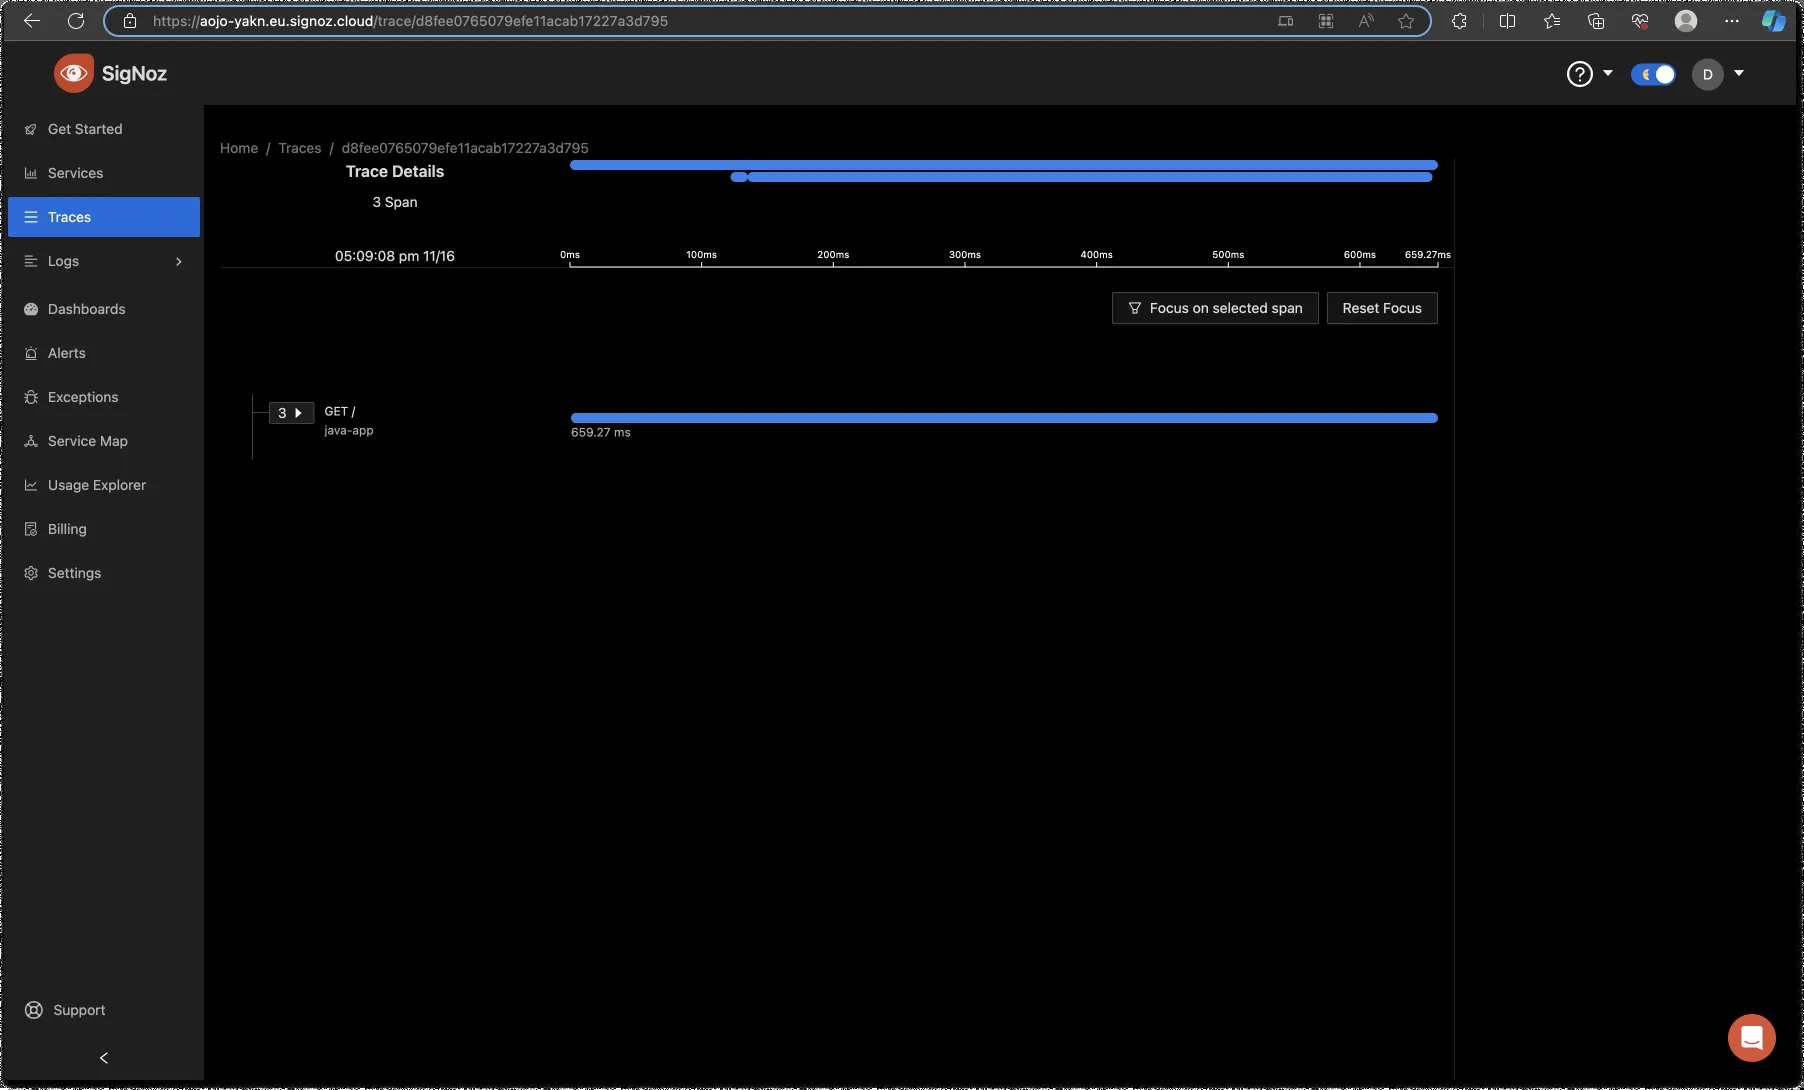 https://aojo-yakn.eu.signoz.cloud/trace/d8fee0765079efe11acab17227a3d795
SigNoz
D
Get Started
Services
Traces
Logs
Dashboards
Alerts
Exceptions
Service Map
Usage Explorer
Billing
Settings
Support
Home / Traces / d8fee0765079efe11acab17227a3d795
Trace Details
3 Span
05:09:08 pm 11/16
0ms 100ms 200ms 300ms 400ms 500ms 600ms 659.27ms
Focus on selected span
Reset Focus
3 GET /
java-app
659.27 ms